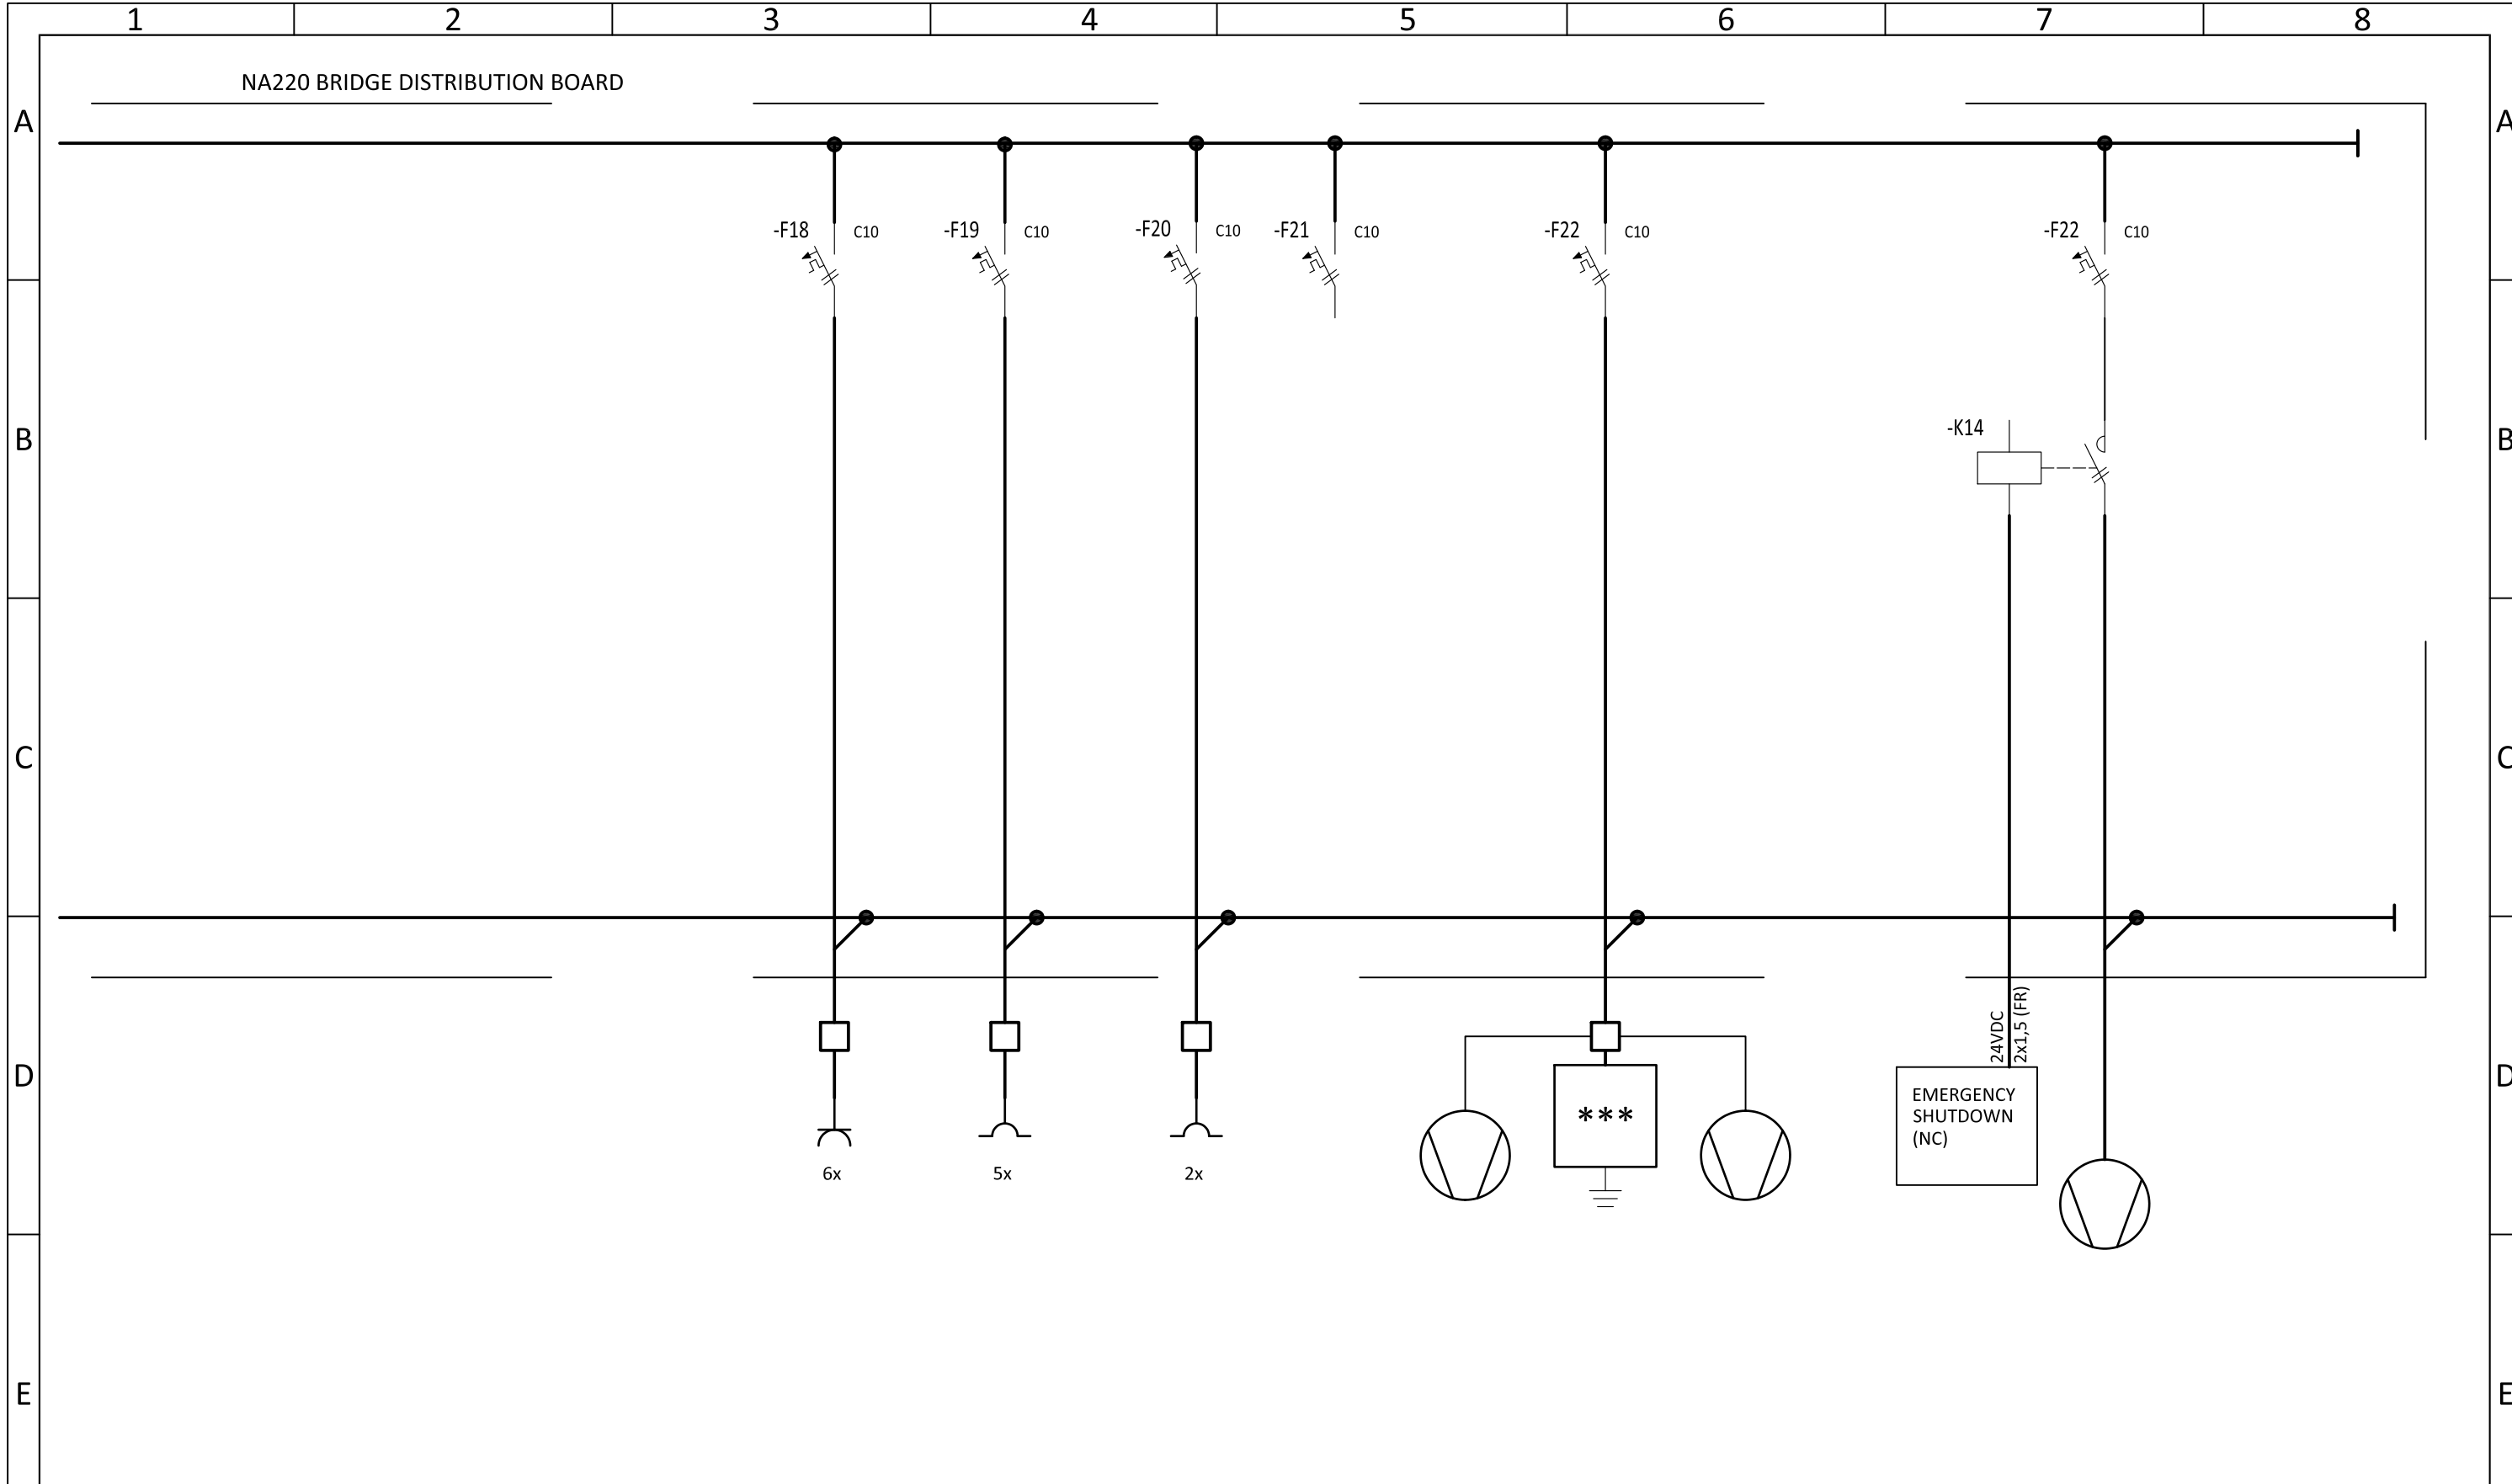 1 2 3 4 5 6 7 8
NA220 BRIDGE DISTRIBUTION BOARD
A A
-F18 C10 -F19 C10 -F20 C10 -F21 C10 -F22 C10 -F22 C10
B B
-K14
C C
24VDC
2x1,5 (FR)
D D
***
EMERGENCY
SHUTDOWN
(NC)
6x 5x 2x
E E